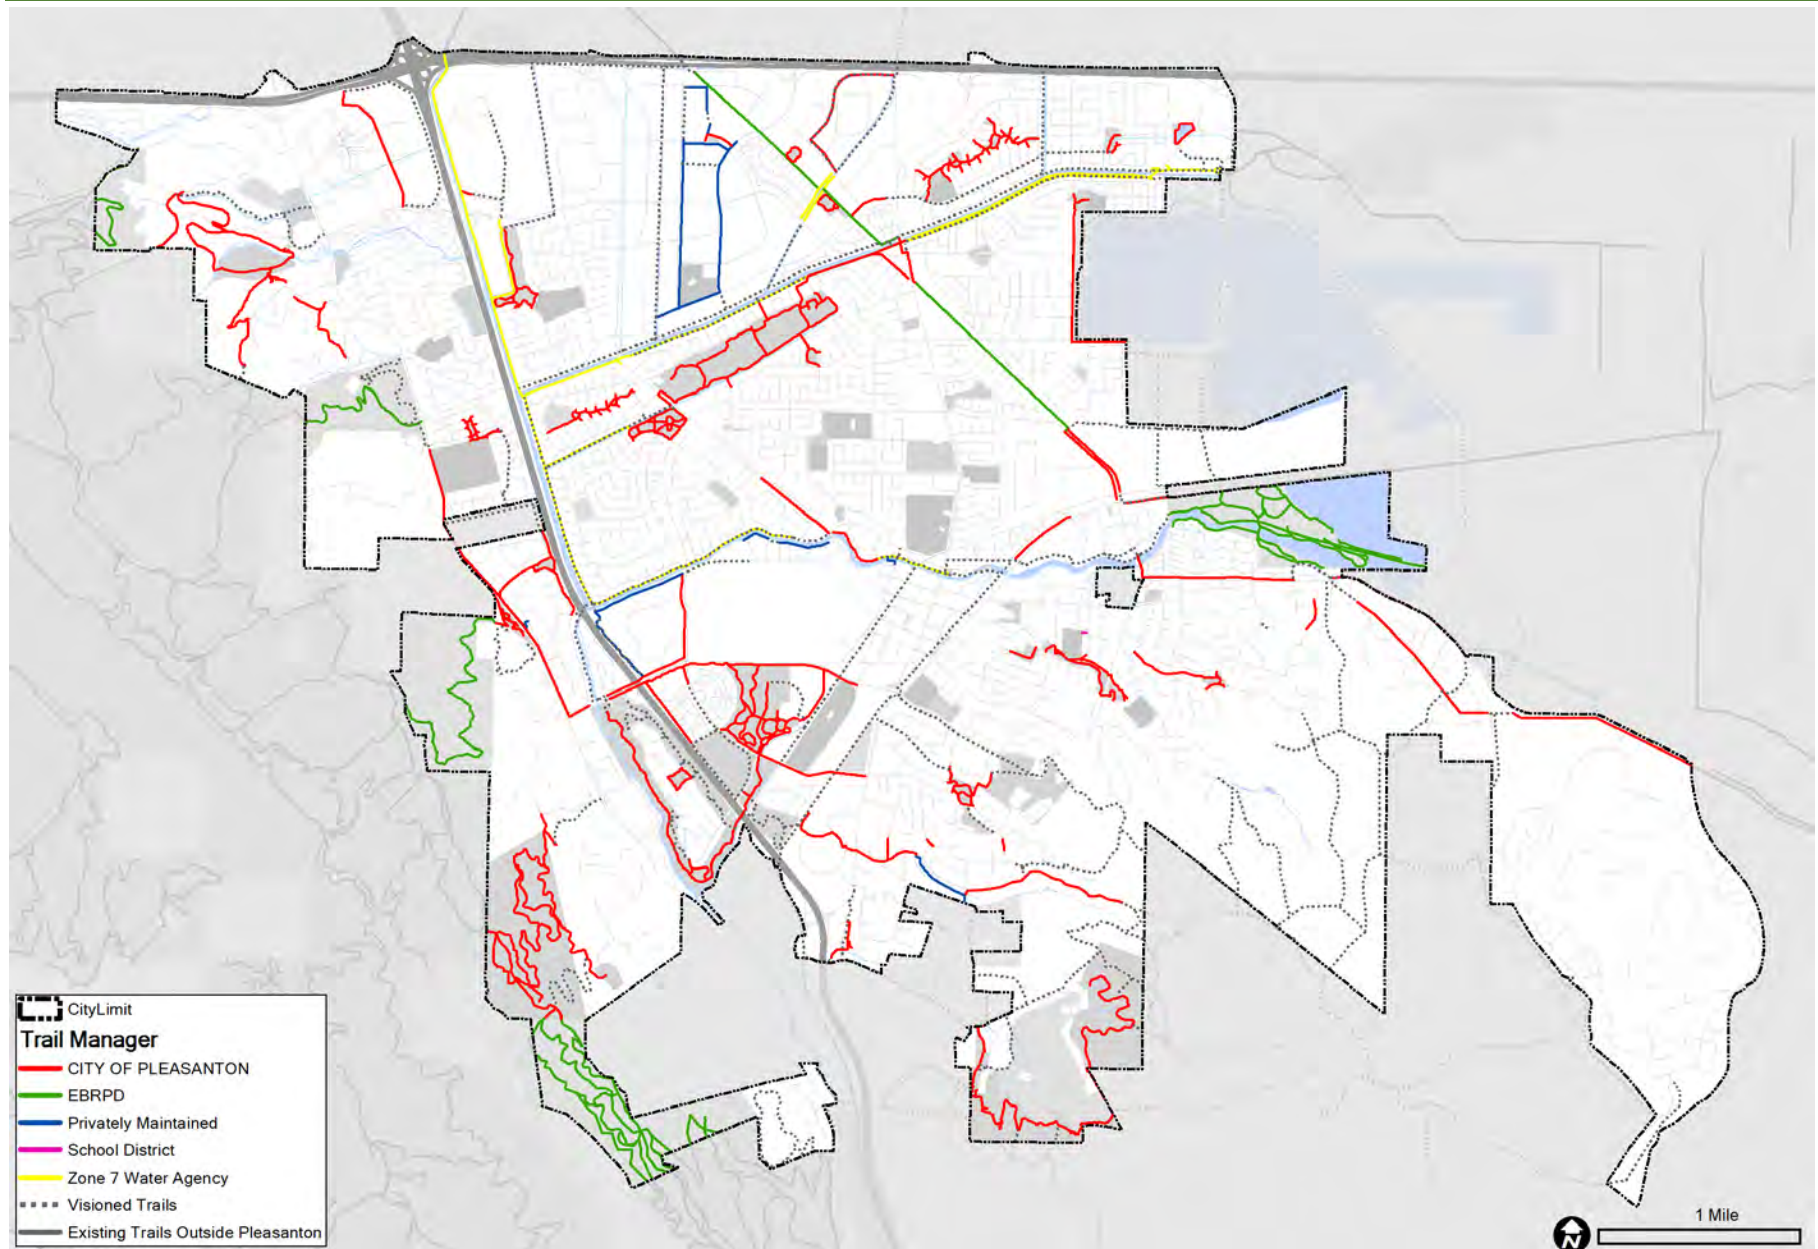 CityLimit
Trail Manager
CITY OF PLEASANTON
EBRPD
Privately Maintained
School District
Zone 7 Water Agency
Visioned Trails
Existing Trails Outside Pleasanton
1 Mile
N